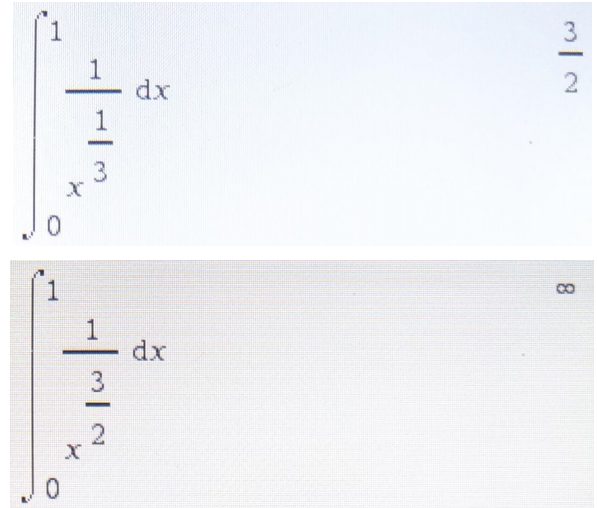 ∫₀¹ 1/x^(1/3) dx 3/2
∫₀¹ 1/x^(3/2) dx ∞